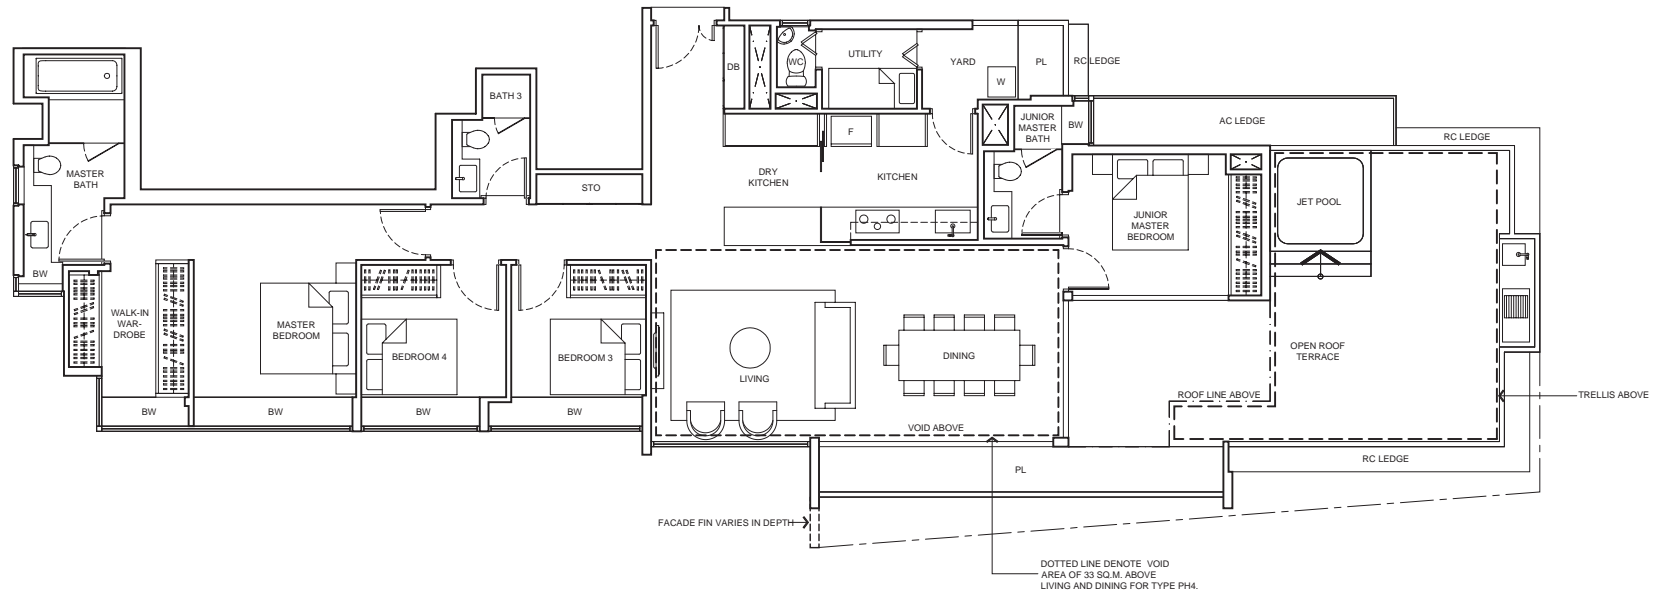 DB
WC
UTILITY
YARD
W
PL
RC LEDGE
BATH 3
F
JUNIOR
MASTER
BATH
BW
AC LEDGE
RC LEDGE
MASTER
BATH
STO
DRY
KITCHEN
KITCHEN
JUNIOR
MASTER
BEDROOM
JET POOL
BW
WALK-IN
WAR-
DROBE
MASTER
BEDROOM
BEDROOM 4
BEDROOM 3
LIVING
DINING
OPEN ROOF
TERRACE
ROOF LINE ABOVE
TRELLIS ABOVE
BW
BW
BW
BW
VOID ABOVE
PL
RC LEDGE
FACADE FIN VARIES IN DEPTH
DOTTED LINE DENOTE VOID
AREA OF 33 SQ.M. ABOVE
LIVING AND DINING FOR TYPE PH4.